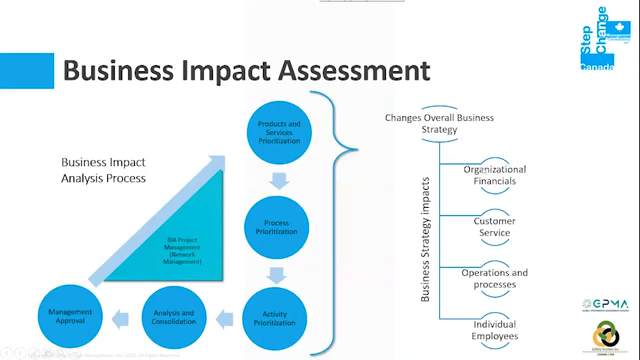 Step
Change
Canada
Business Impact Assessment
Business Impact
Analysis Process
Products and
Services
Prioritization
Process
Prioritization
Activity
Prioritization
Analysis and
Consolidation
Management
Approval
BIA Project
Management
(Network
Management)
Changes Overall Business
Strategy
Business Strategy impacts
Organizational
Financials
Customer
Service
Operations and
processes
Individual
Employees
GPMA